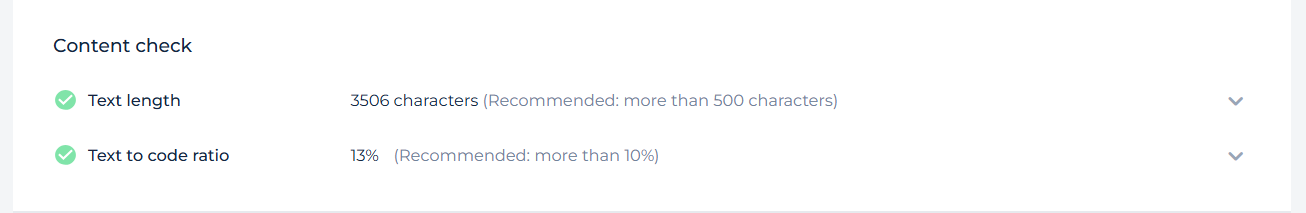 Content check
Text length 3506 characters (Recommended: more than 500 characters)
Text to code ratio 13% (Recommended: more than 10%)